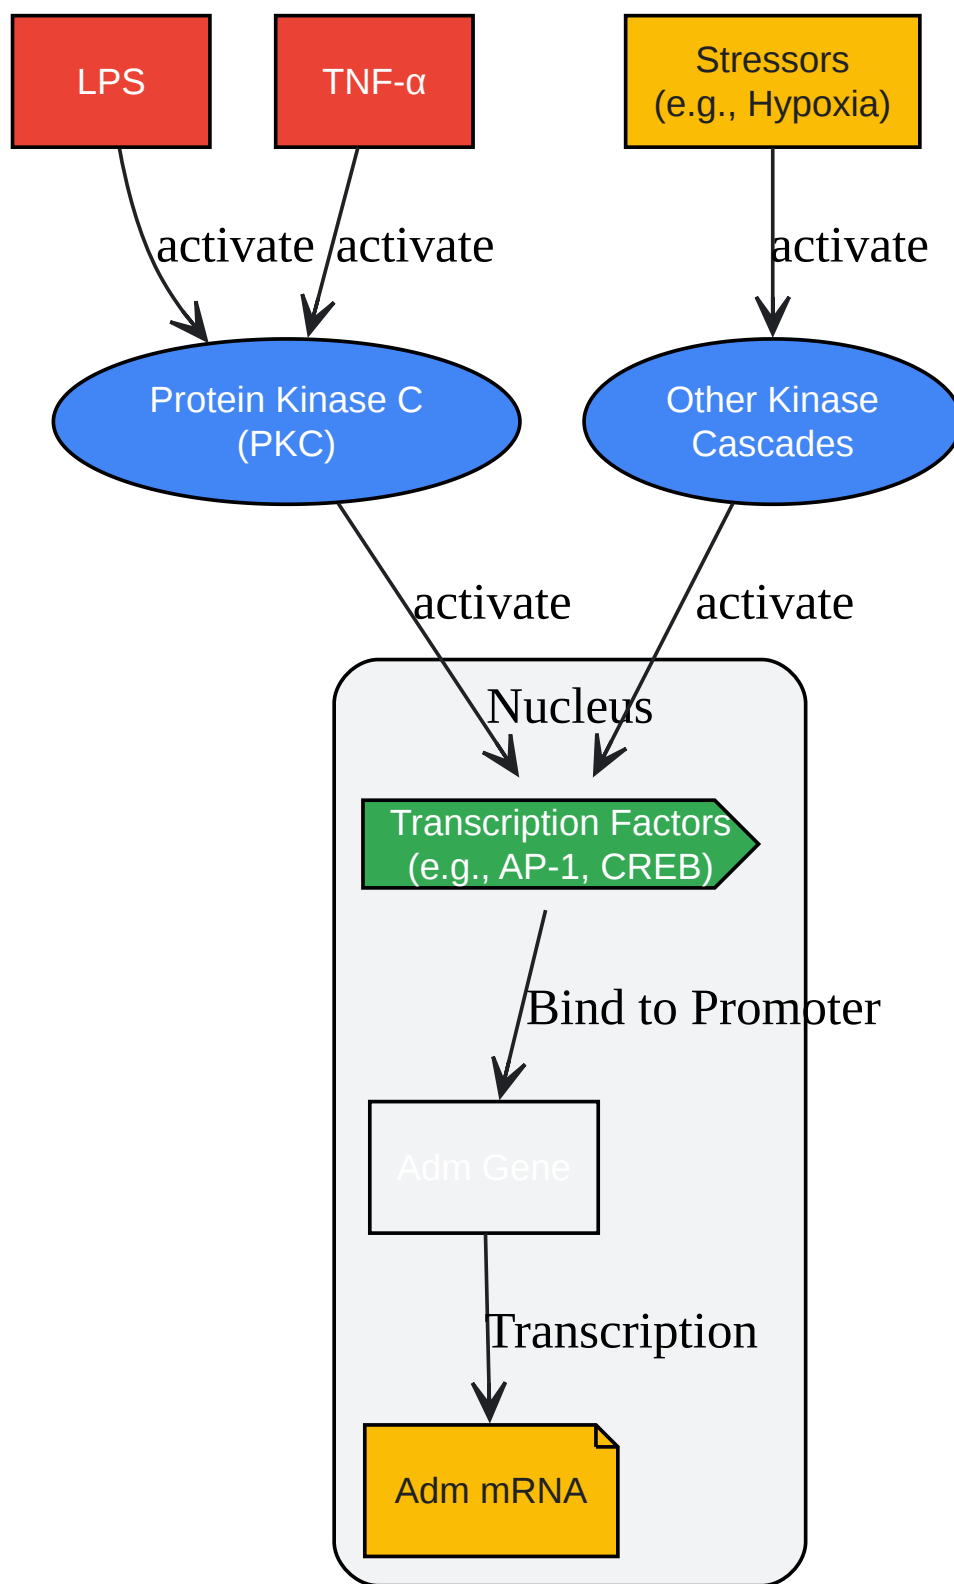 LPS
TNF-α
Stressors
(e.g., Hypoxia)
activate
activate
activate
Protein Kinase C
(PKC)
Other Kinase
Cascades
activate
activate
Nucleus
Transcription Factors
(e.g., AP-1, CREB)
Bind to Promoter
Adm Gene
Transcription
Adm mRNA